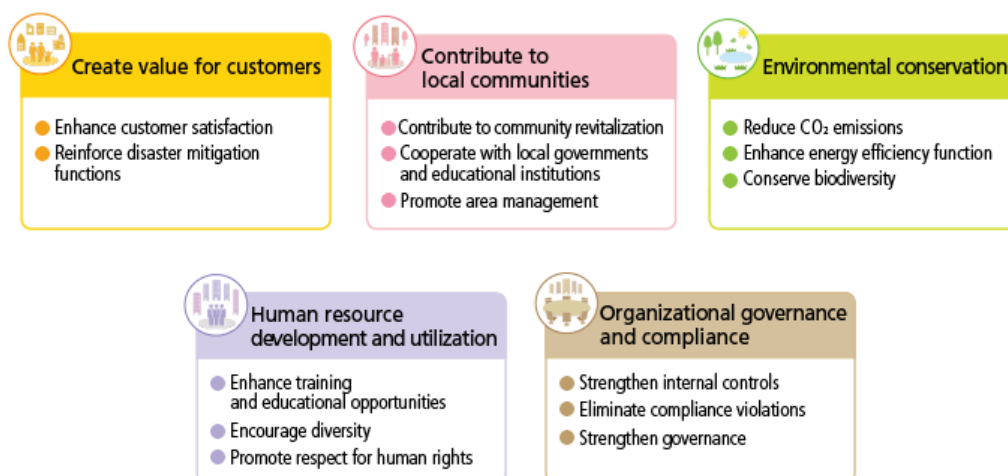 Create value for customers
Enhance customer satisfaction
Reinforce disaster mitigation
functions
Contribute to
local communities
Contribute to community revitalization
Cooperate with local governments
and educational institutions
Promote area management
Environmental conservation
Reduce CO₂ emissions
Enhance energy efficiency function
Conserve biodiversity
Human resource
development and utilization
Enhance training
and educational opportunities
Encourage diversity
Promote respect for human rights
Organizational governance
and compliance
Strengthen internal controls
Eliminate compliance violations
Strengthen governance